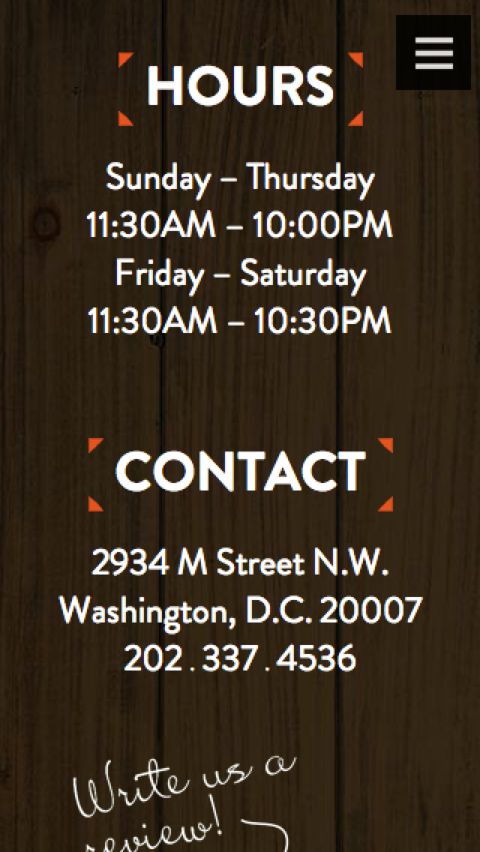 HOURS
Sunday – Thursday
11:30AM – 10:00PM
Friday – Saturday
11:30AM – 10:30PM
CONTACT
2934 M Street N.W.
Washington, D.C. 20007
202 . 337 . 4536
Write us a
review!